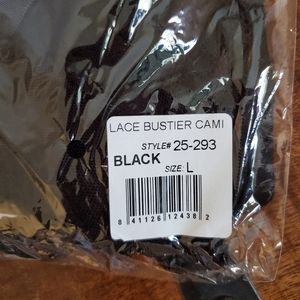 LACE BUSTIER CAMI
STYLE# 25-293
BLACK
SIZE: L
8 41126 12438 2